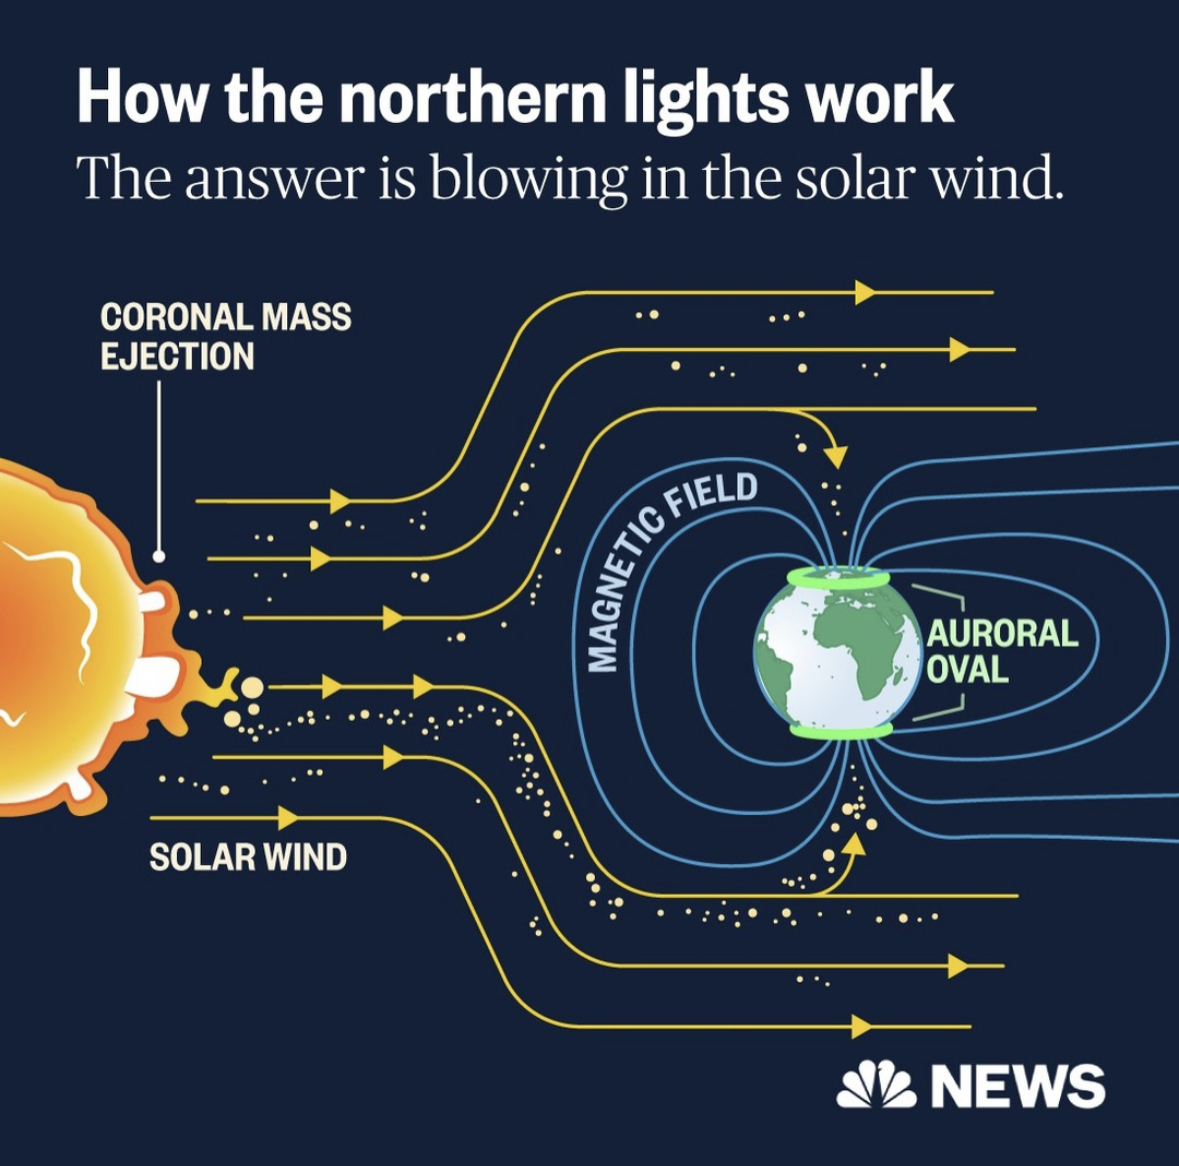 How the northern lights work
The answer is blowing in the solar wind.
CORONAL MASS
EJECTION
MAGNETIC FIELD
AURORAL
OVAL
SOLAR WIND
NEWS